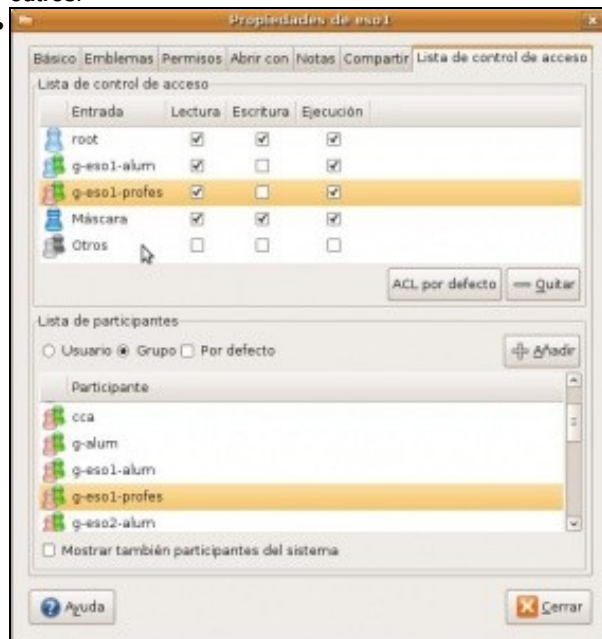 Propiedades de eso1
Básico Emblemas Permisos Abrir con Notas Compartir Lista de control de acceso
Lista de control de acceso
Entrada Lectura Escritura Ejecución
root
g-eso1-alum
g-eso1-profes
Máscara
Otros
ACL por defecto Quitar
Lista de participantes
Usuario Grupo Por defecto Añadir
Participante
cca
g-alum
g-eso1-alum
g-eso1-profes
g-eso2-alum
Mostrar también participantes del sistema
Ayuda Cerrar